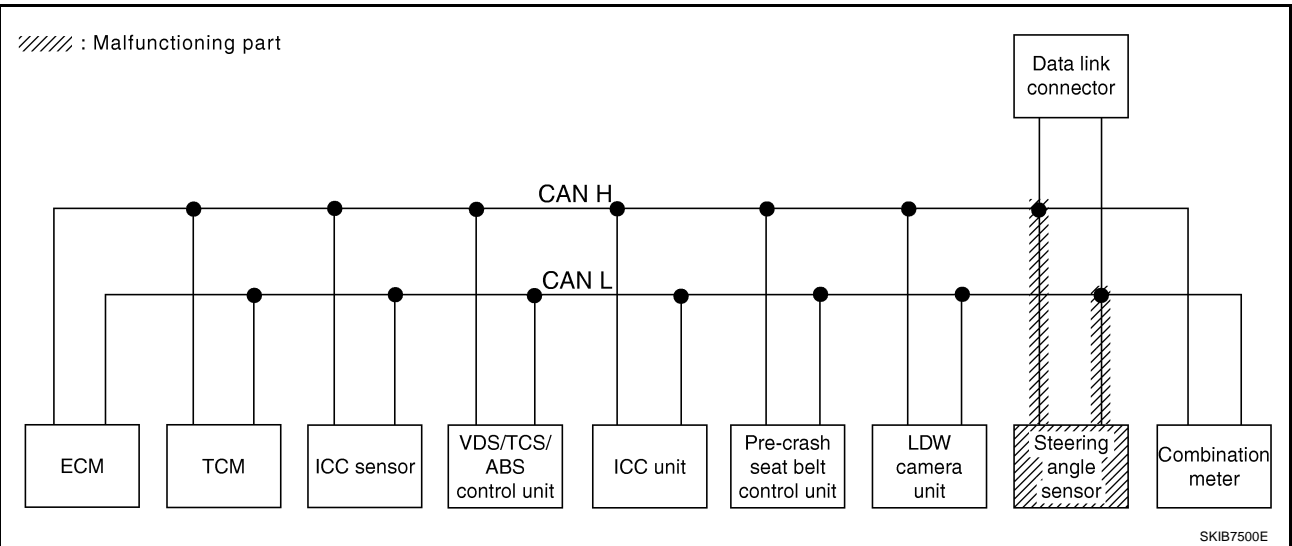 : Malfunctioning part
Data link
connector
CAN H
CAN L
ECM
TCM
ICC sensor
VDS/TCS/
ABS
control unit
ICC unit
Pre-crash
seat belt
control unit
LDW
camera
unit
Steering
angle
sensor
Combination
meter
SKIB7500E